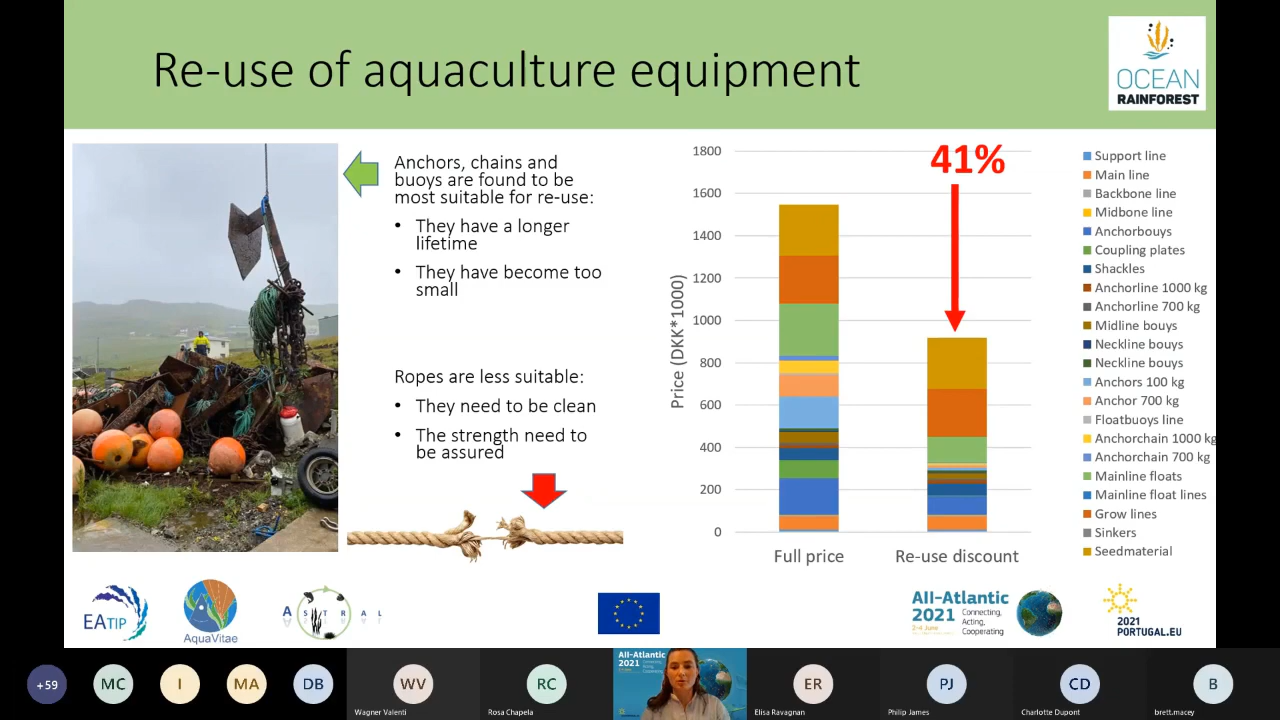 Re-use of aquaculture equipment
OCEAN
RAINFOREST
Anchors, chains and
buoys are found to be
most suitable for re-use:
• They have a longer
lifetime
• They have become too
small
Ropes are less suitable:
• They need to be clean
• The strength need to
be assured
41%
Price (DKK*1000)
1800
1600
1400
1200
1000
800
600
400
200
0
Full price
Re-use discount
Support line
Main line
Backbone line
Midbone line
Anchorbouys
Coupling plates
Shackles
Anchorline 1000 kg
Anchorline 700 kg
Midline bouys
Neckline bouys
Neckline bouys
Anchors 100 kg
Anchor 700 kg
Floatbuoys line
Anchorchain 1000 kg
Anchorchain 700 kg
Mainline floats
Mainline float lines
Grow lines
Sinkers
Seedmaterial
EATIP
AquaVitae
ASTRAL
All-Atlantic
2021
2-4 June
Connecting,
Acting,
Cooperating
2021
PORTUGAL.EU
+59
MC
I
MA
DB
WV
Wagner Valenti
RC
Rosa Chapela
All-Atlantic
2021
ER
Elisa Ravagnan
PJ
Philip James
CD
Charlotte Dupont
B
brett.macey